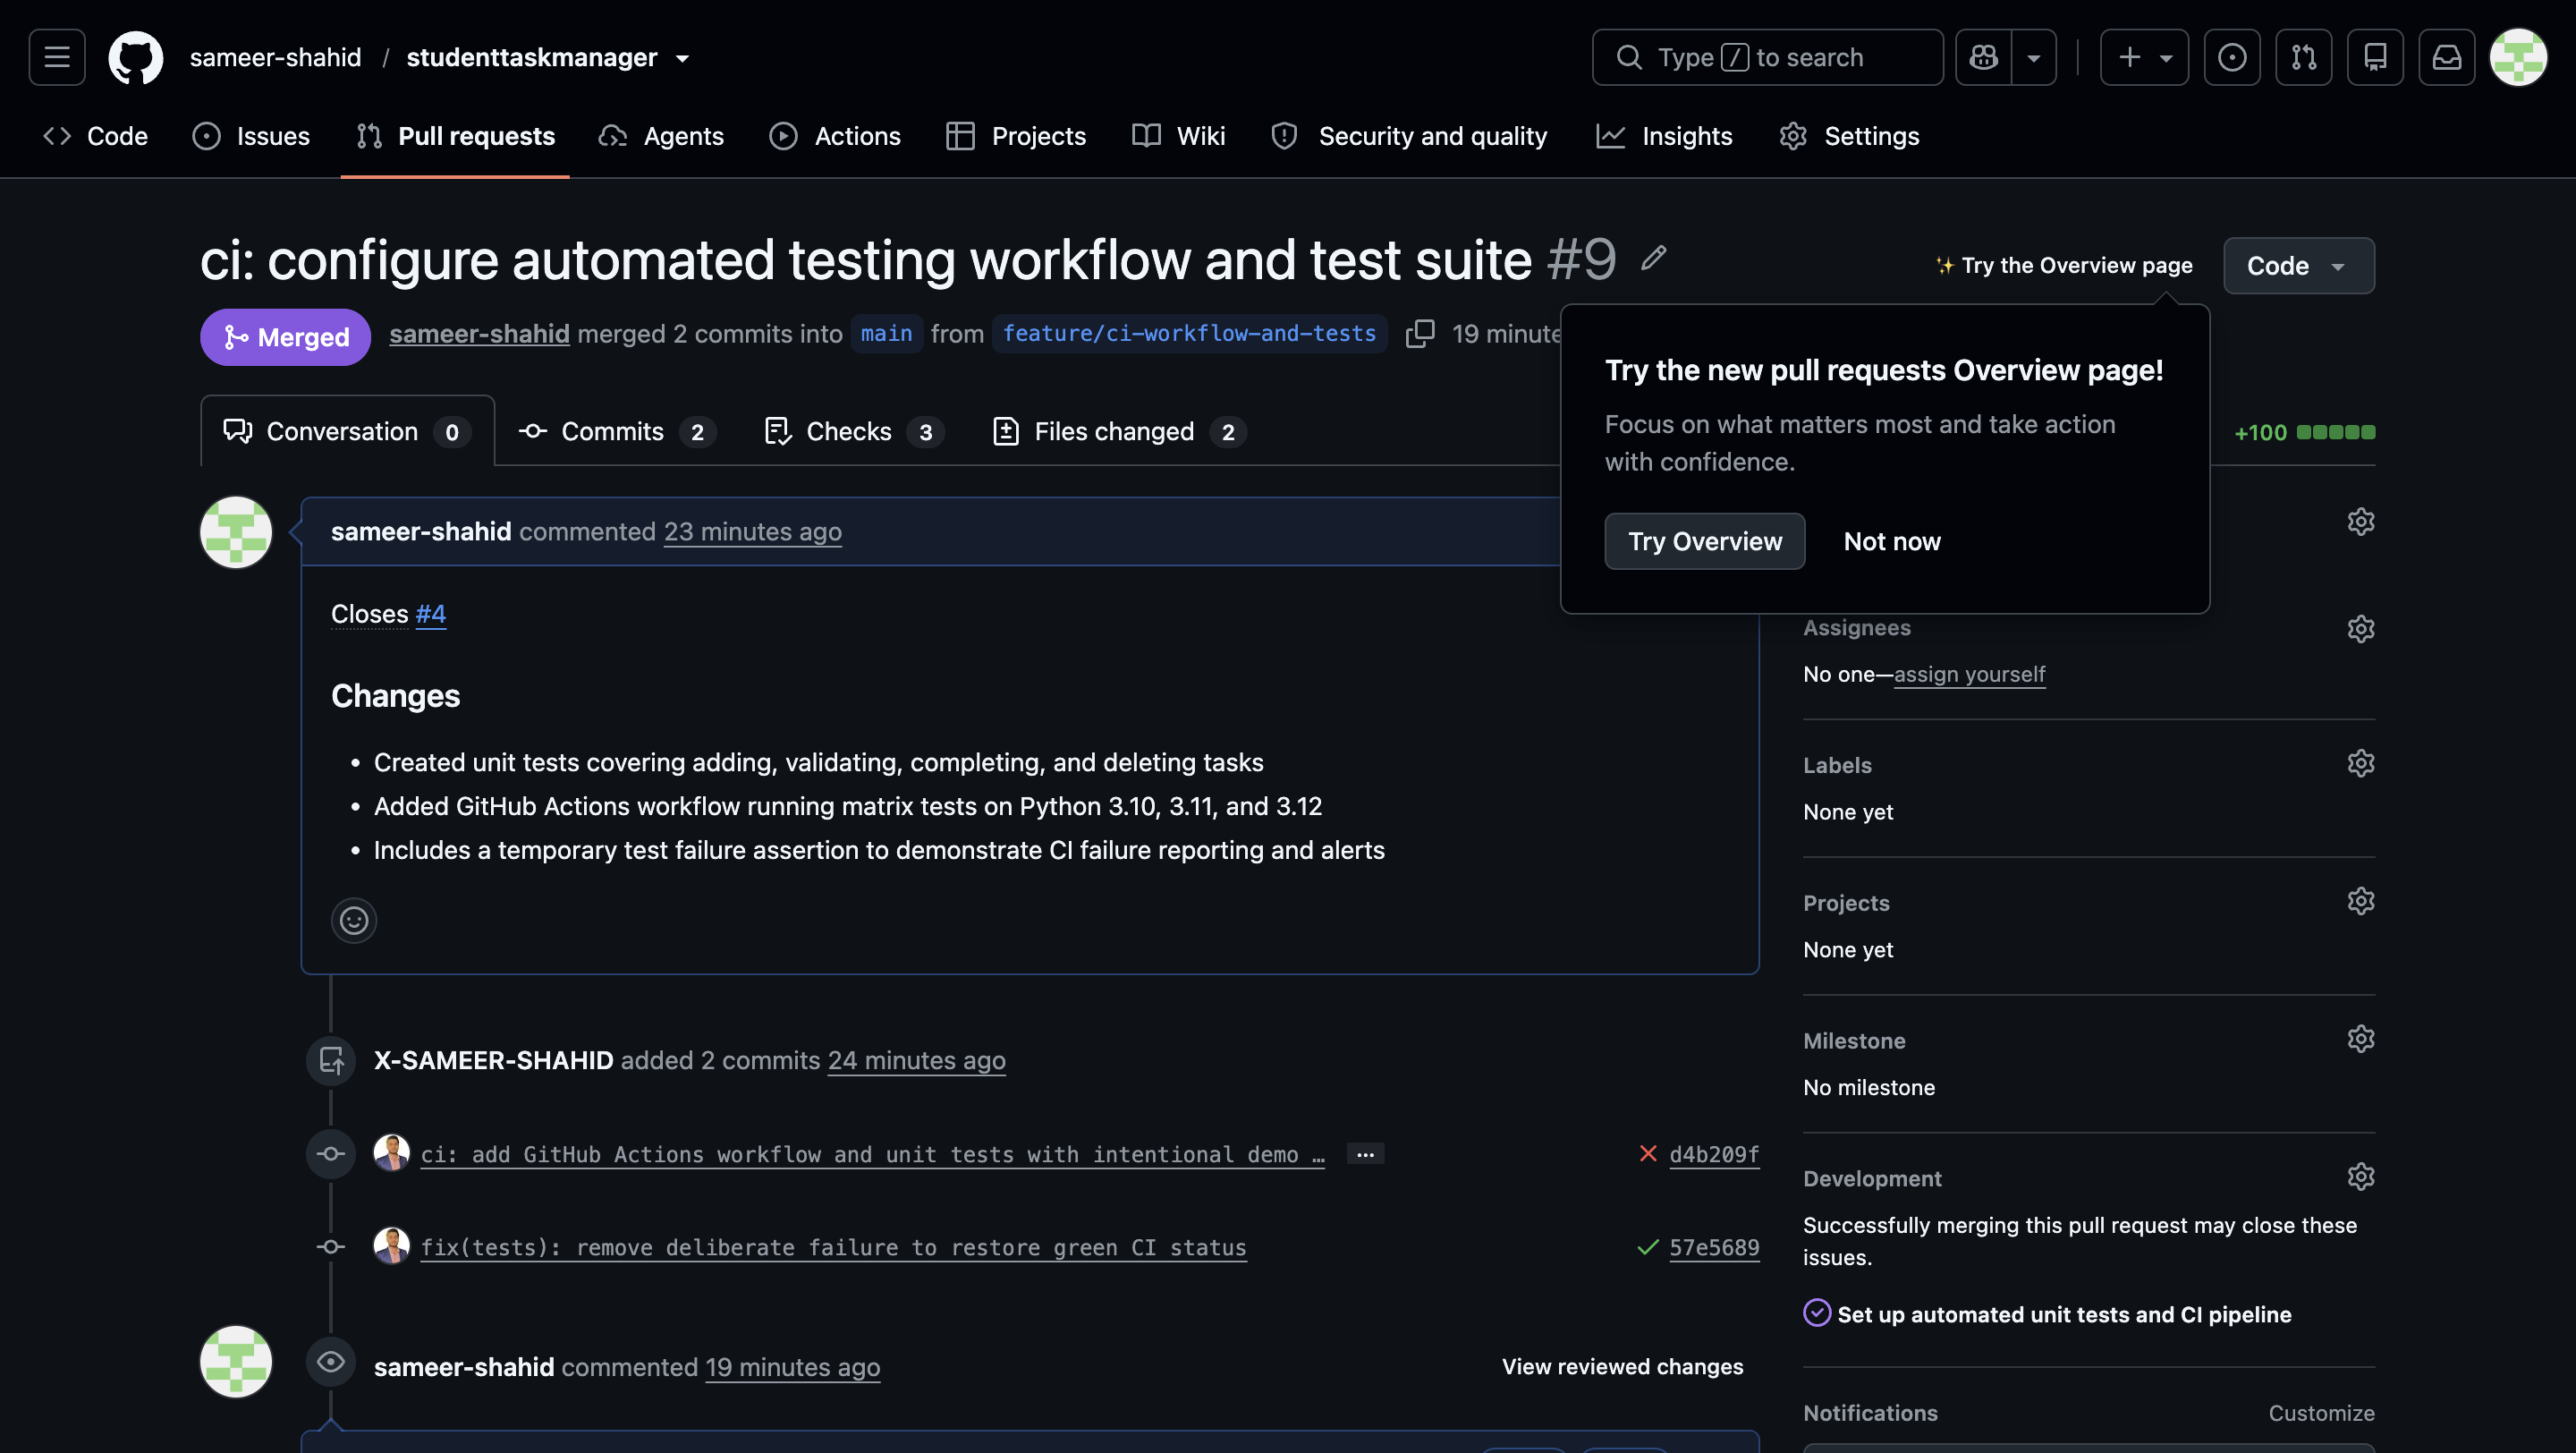 sameer-shahid / studenttaskmanager
Type / to search
Code
Issues
Pull requests
Agents
Actions
Projects
Wiki
Security and quality
Insights
Settings
ci: configure automated testing workflow and test suite #9
✨ Try the Overview page
Code
Merged
sameer-shahid merged 2 commits into main from feature/ci-workflow-and-tests 19 minute
Try the new pull requests Overview page!
Focus on what matters most and take action
with confidence.
Try Overview
Not now
Conversation 0
Commits 2
Checks 3
Files changed 2
+100
sameer-shahid commented 23 minutes ago
Closes #4
Changes
• Created unit tests covering adding, validating, completing, and deleting tasks
• Added GitHub Actions workflow running matrix tests on Python 3.10, 3.11, and 3.12
• Includes a temporary test failure assertion to demonstrate CI failure reporting and alerts
X-SAMEER-SHAHID added 2 commits 24 minutes ago
ci: add GitHub Actions workflow and unit tests with intentional demo … ...
d4b209f
fix(tests): remove deliberate failure to restore green CI status
57e5689
sameer-shahid commented 19 minutes ago
View reviewed changes
Assignees
No one—assign yourself
Labels
None yet
Projects
None yet
Milestone
No milestone
Development
Successfully merging this pull request may close these
issues.
Set up automated unit tests and CI pipeline
Notifications
Customize